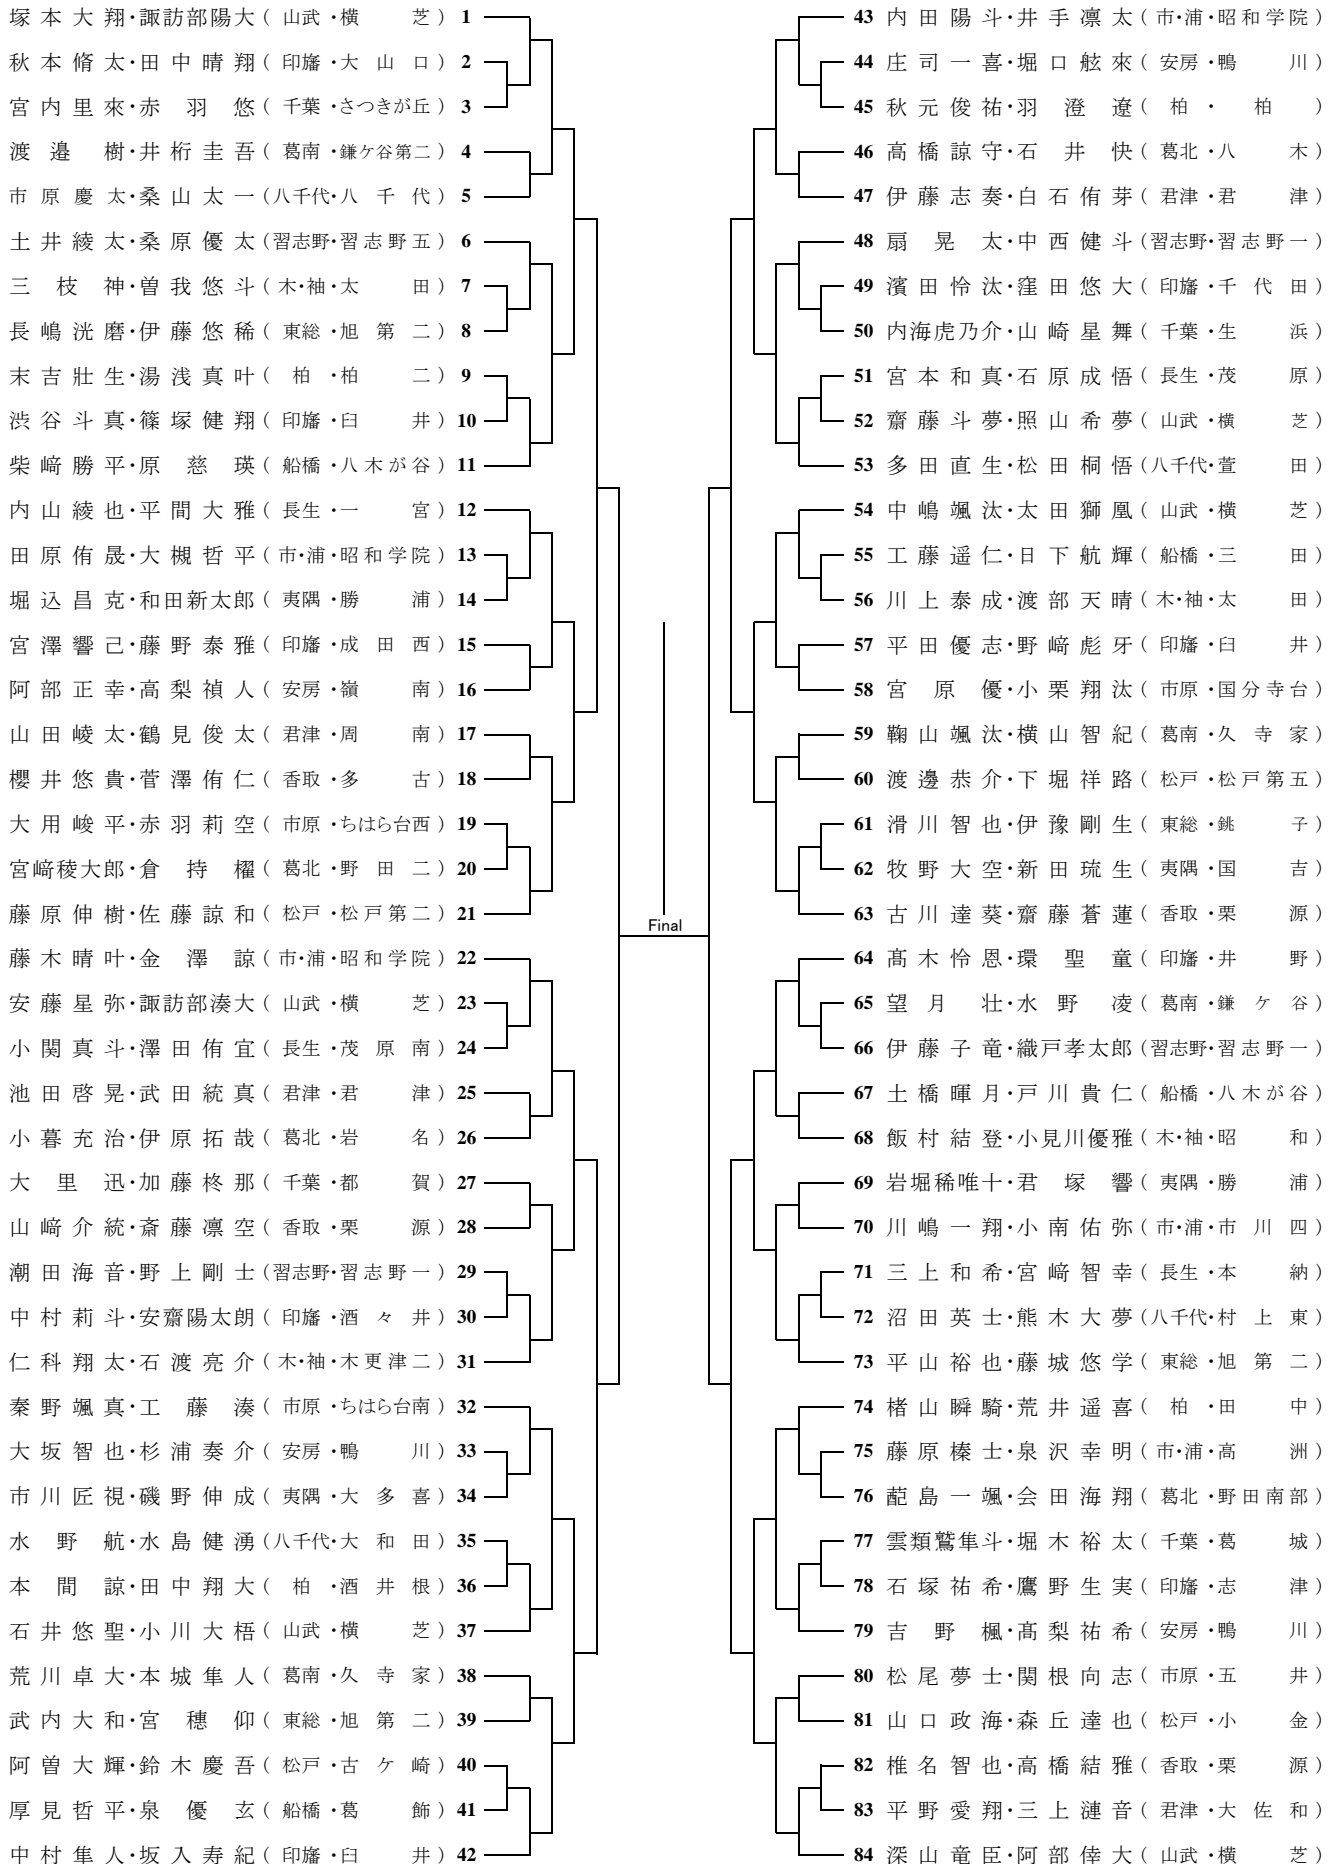 塚本大翔・諏訪部陽大(山武・横芝) 1
秋本脩太・田中晴翔(印旛・大山口) 2
宮内里來・赤羽悠(千葉・さつきが丘) 3
渡邉樹・井桁圭吾(葛南・鎌ケ谷第二) 4
市原慶太・桑山太一(八千代・八千代) 5
土井綾太・桑原優太(習志野・習志野五) 6
三枝神・曽我悠斗(木・袖・太田) 7
長嶋洸磨・伊藤悠稀(東総・旭第二) 8
末吉壯生・湯浅真叶(柏・柏二) 9
渋谷斗真・篠塚健翔(印旛・臼井) 10
柴﨑勝平・原慈瑛(船橋・八木が谷) 11
内山綾也・平間大雅(長生・一宮) 12
田原侑晟・大槻哲平(市・浦・昭和学院) 13
堀込昌克・和田新太郎(夷隅・勝浦) 14
宮澤響己・藤野泰雅(印旛・成田西) 15
阿部正幸・高梨禎人(安房・嶺南) 16
山田崚太・鶴見俊太(君津・周南) 17
櫻井悠貴・菅澤侑仁(香取・多古) 18
大用峻平・赤羽莉空(市原・ちはら台西) 19
宮﨑稜大郎・倉持櫂(葛北・野田二) 20
藤原伸樹・佐藤諒和(松戸・松戸第二) 21
藤木晴叶・金澤諒(市・浦・昭和学院) 22
安藤星弥・諏訪部湊大(山武・横芝) 23
小関真斗・澤田侑宜(長生・茂原南) 24
池田啓晃・武田統真(君津・君津) 25
小暮充治・伊原拓哉(葛北・岩名) 26
大里迅・加藤柊那(千葉・都賀) 27
山﨑介統・斎藤凛空(香取・栗源) 28
潮田海音・野上剛士(習志野・習志野一) 29
中村莉斗・安齋陽太朗(印旛・酒々井) 30
仁科翔太・石渡亮介(木・袖・木更津二) 31
秦野颯真・工藤湊(市原・ちはら台南) 32
大坂智也・杉浦奏介(安房・鴨川) 33
市川匠視・磯野伸成(夷隅・大多喜) 34
水野航・水島健湧(八千代・大和田) 35
本間諒・田中翔大(柏・酒井根) 36
石井悠聖・小川大梧(山武・横芝) 37
荒川卓大・本城隼人(葛南・久寺家) 38
武内大和・宮穂仰(東総・旭第二) 39
阿曽大輝・鈴木慶吾(松戸・古ケ崎) 40
厚見哲平・泉優玄(船橋・葛飾) 41
中村隼人・坂入寿紀(印旛・臼井) 42
Final
43 内田陽斗・井手凛太(市・浦・昭和学院)
44 庄司一喜・堀口舷來(安房・鴨川)
45 秋元俊祐・羽澄遼(柏・柏)
46 高橋諒守・石井快(葛北・八木)
47 伊藤志奏・白石侑芽(君津・君津)
48 扇晃太・中西健斗(習志野・習志野一)
49 濱田怜汰・窪田悠大(印旛・千代田)
50 内海虎乃介・山崎星舞(千葉・生浜)
51 宮本和真・石原成悟(長生・茂原)
52 齋藤斗夢・照山希夢(山武・横芝)
53 多田直生・松田桐悟(八千代・萱田)
54 中嶋颯汰・太田獅凰(山武・横芝)
55 工藤遥仁・日下航輝(船橋・三田)
56 川上泰成・渡部天晴(木・袖・太田)
57 平田優志・野﨑彪牙(印旛・臼井)
58 宮原優・小栗翔汰(市原・国分寺台)
59 鞠山颯汰・横山智紀(葛南・久寺家)
60 渡邊恭介・下堀祥路(松戸・松戸第五)
61 滑川智也・伊豫剛生(東総・銚子)
62 牧野大空・新田琉生(夷隅・国吉)
63 古川達葵・齋藤蒼蓮(香取・栗源)
64 髙木怜恩・環聖童(印旛・井野)
65 望月壮・水野凌(葛南・鎌ケ谷)
66 伊藤子竜・織戸孝太郎(習志野・習志野一)
67 土橋暉月・戸川貴仁(船橋・八木が谷)
68 飯村結登・小見川優雅(木・袖・昭和)
69 岩堀稀唯十・君塚響(夷隅・勝浦)
70 川嶋一翔・小南佑弥(市・浦・市川四)
71 三上和希・宮﨑智幸(長生・本納)
72 沼田英士・熊木大夢(八千代・村上東)
73 平山裕也・藤城悠学(東総・旭第二)
74 楮山瞬騎・荒井遥喜(柏・田中)
75 藤原榛士・泉沢幸明(市・浦・高洲)
76 蓜島一颯・会田海翔(葛北・野田南部)
77 雲類鷲隼斗・堀木裕太(千葉・葛城)
78 石塚祐希・鷹野生実(印旛・志津)
79 吉野楓・髙梨祐希(安房・鴨川)
80 松尾夢士・関根向志(市原・五井)
81 山口政海・森丘達也(松戸・小金)
82 椎名智也・高橋結雅(香取・栗源)
83 平野愛翔・三上漣音(君津・大佐和)
84 深山竜臣・阿部倖大(山武・横芝)